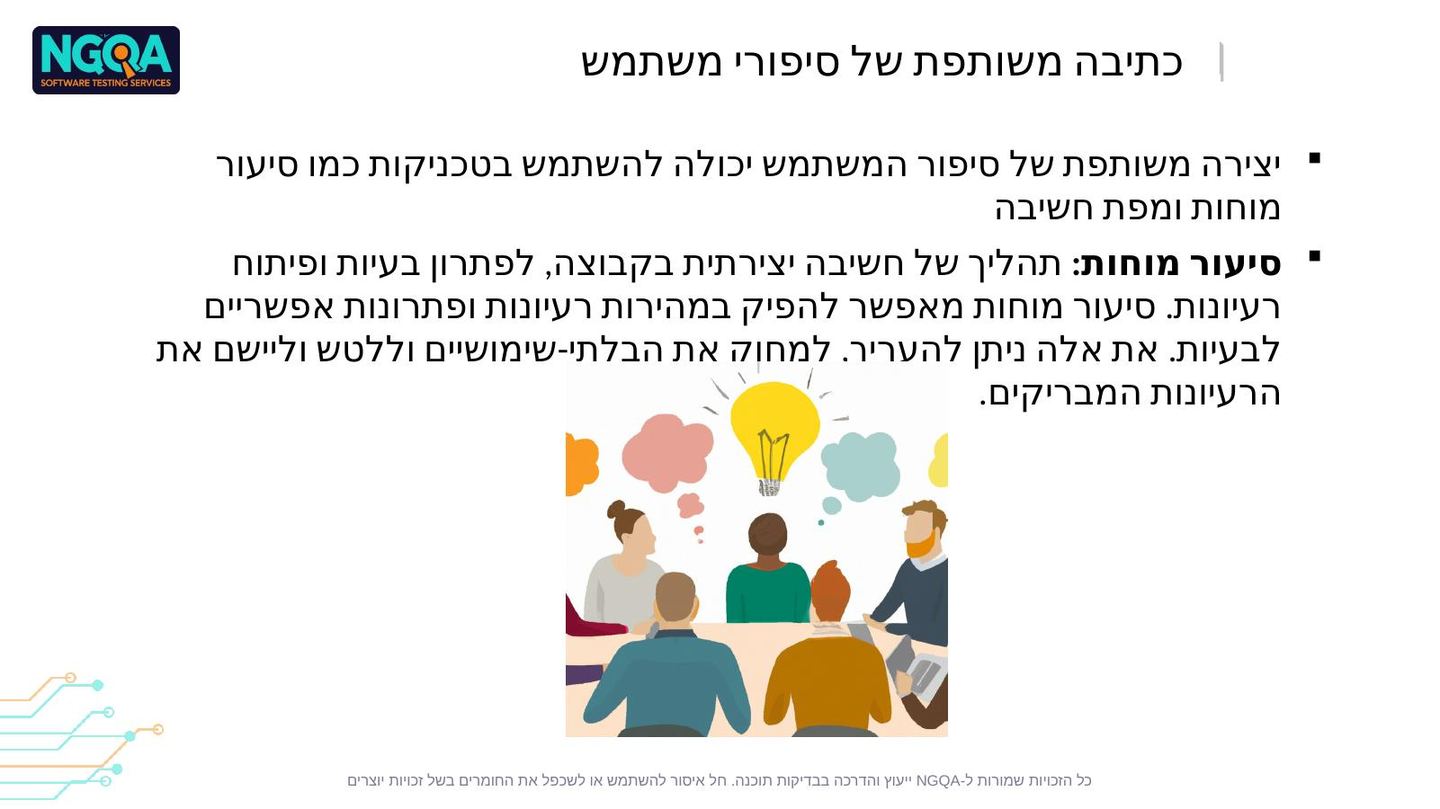 NGQA
SOFTWARE TESTING SERVICES
כתיבה משותפת של סיפורי משתמש
יצירה משותפת של סיפור המשתמש יכולה להשתמש בטכניקות כמו סיעור
מוחות ומפת חשיבה
סיעור מוחות: תהליך של חשיבה יצירתית בקבוצה, לפתרון בעיות ופיתוח
רעיונות. סיעור מוחות מאפשר להפיק במהירות רעיונות ופתרונות אפשריים
לבעיות. את אלה ניתן להעריר. למחוק את הבלתי-שימושיים וללטש וליישם את
הרעיונות המבריקים.
כל הזכויות שמורות ל-NGQA ייעוץ והדרכה בבדיקות תוכנה. חל איסור להשתמש או לשכפל את החומרים בשל זכויות יוצרים